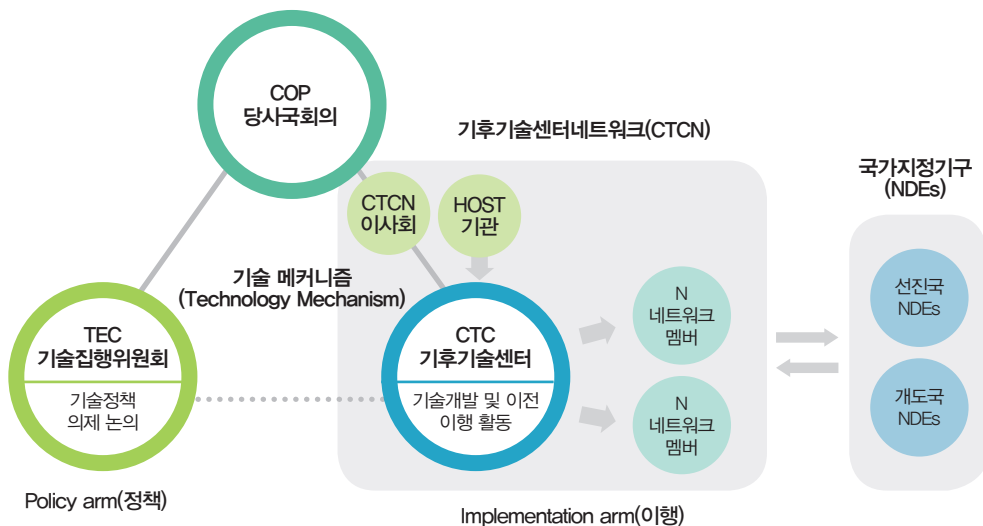 COP
당사국회의
기후기술센터네트워크(CTCN)
국가지정기구
(NDEs)
CTCN
이사회
HOST
기관
기술 메커니즘
(Technology Mechanism)
TEC
기술집행위원회
기술정책
의제 논의
CTC
기후기술센터
기술개발 및 이전
이행 활동
N
네트워크
멤버
N
네트워크
멤버
선진국
NDEs
개도국
NDEs
Policy arm(정책)
Implementation arm(이행)